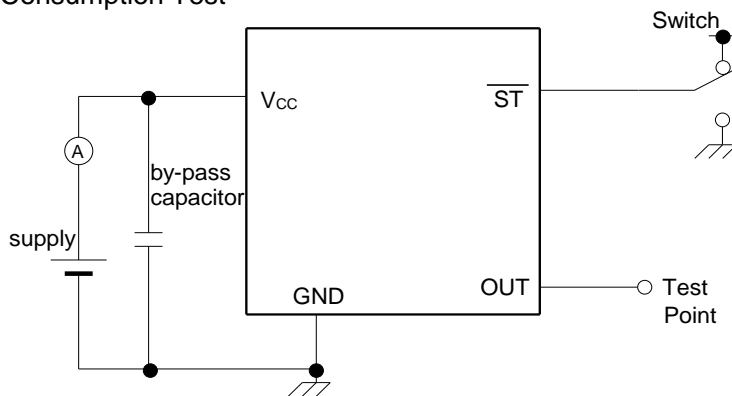 Consumption Test
Switch
VCC
ST
A
by-pass
capacitor
supply
GND
OUT
Test
Point